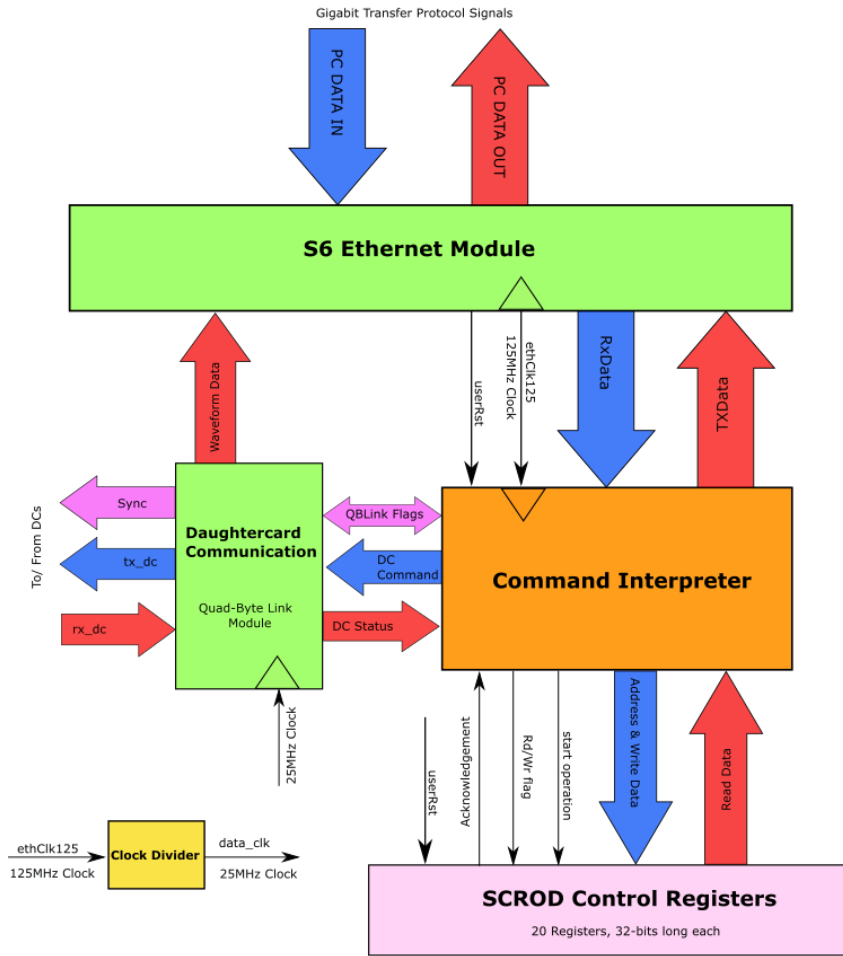 Gigabit Transfer Protocol Signals
PC DATA IN
PC DATA OUT
S6 Ethernet Module
Waveform Data
userRst
ethClk125
125MHz Clock
RxData
TXData
To/ From DCs
Sync
tx_dc
rx_dc
Daughtercard
Communication
Quad-Byte Link
Module
QBLink Flags
DC
Command
DC Status
Command Interpreter
25MHz Clock
userRst
Acknowledgement
Rd/Wr flag
start operation
Address & Write Data
Read Data
ethClk125
125MHz Clock
Clock Divider
data_clk
25MHz Clock
SCROD Control Registers
20 Registers, 32-bits long each